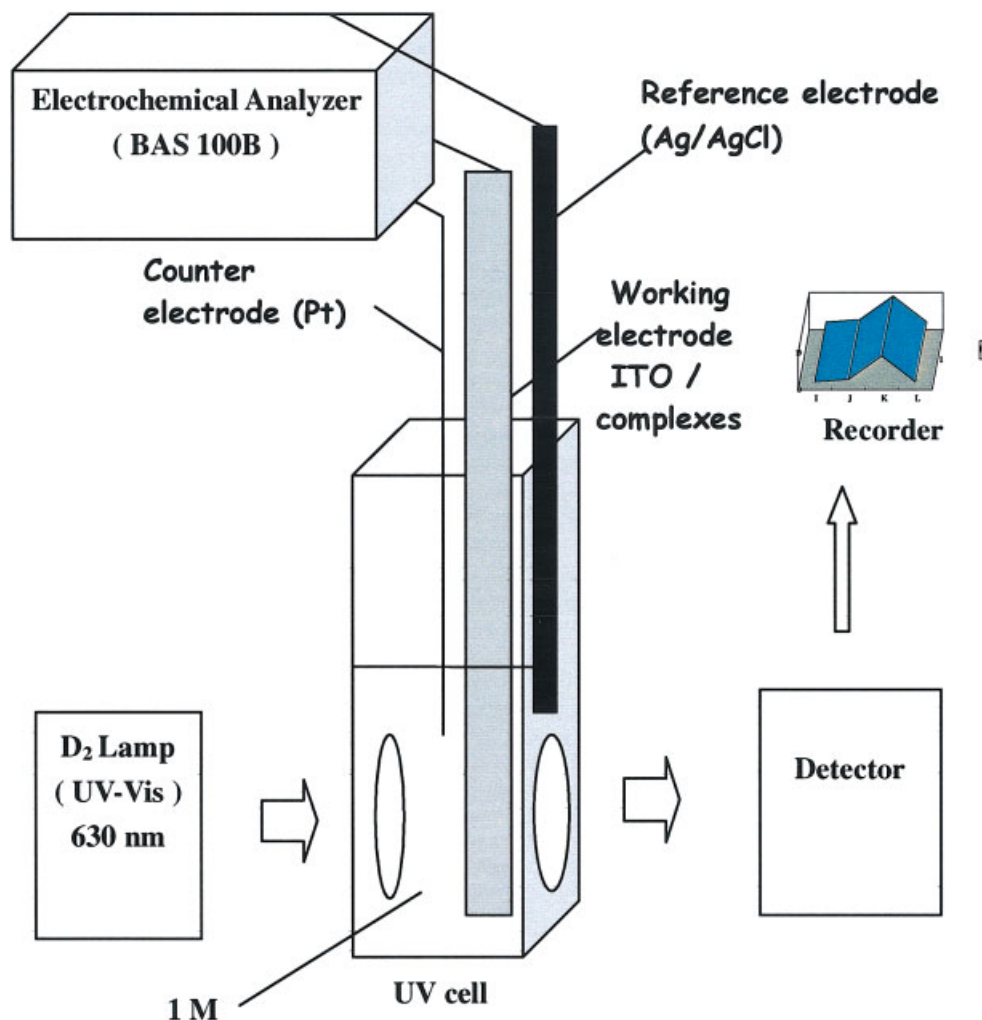 Electrochemical Analyzer
( BAS 100B )
Reference electrode
(Ag/AgCl)
Counter
electrode (Pt)
Working
electrode
ITO /
complexes
I J K L
Recorder
D₂ Lamp
( UV-Vis )
630 nm
Detector
1 M
UV cell